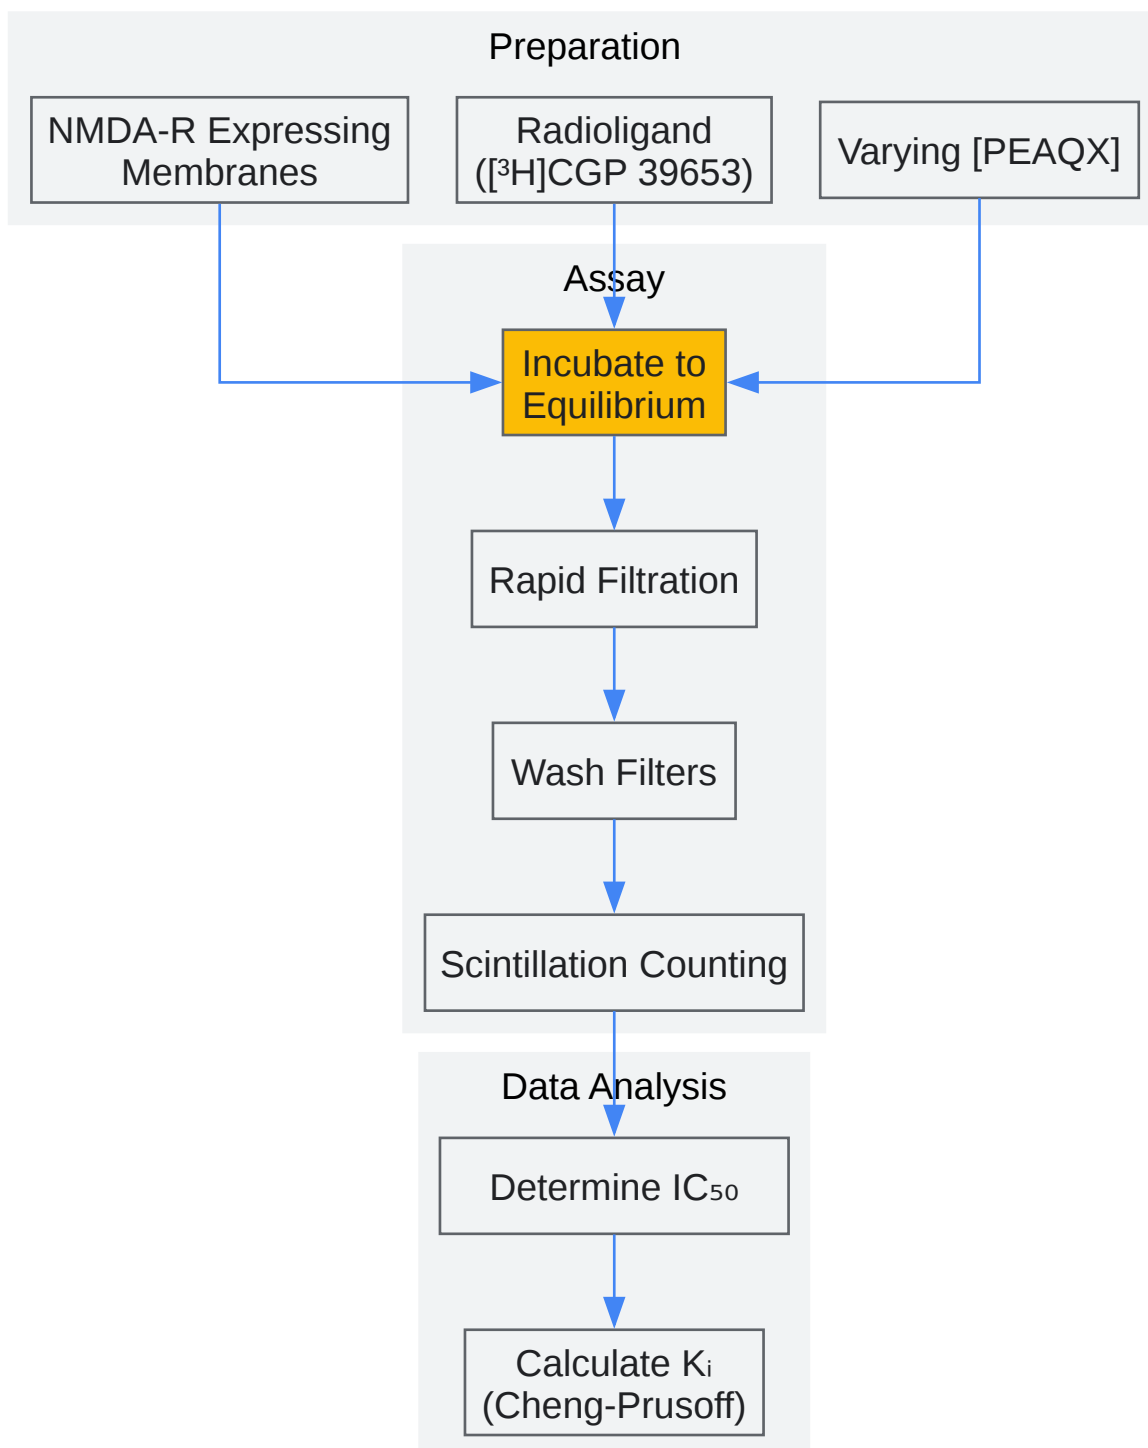 Preparation
NMDA-R Expressing
Membranes
Radioligand
([³H]CGP 39653)
Varying [PEAQX]
Assay
Incubate to
Equilibrium
Rapid Filtration
Wash Filters
Scintillation Counting
Data Analysis
Determine IC₅₀
Calculate Kᵢ
(Cheng-Prusoff)